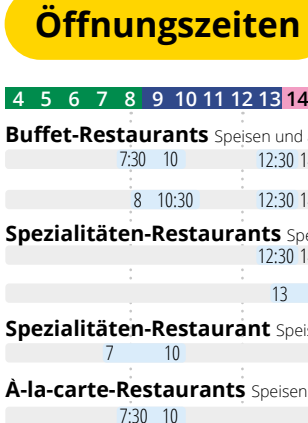 Öffnungszeiten
4 5 6 7 8 9 10 11 12 13 14
Buffet-Restaurants Speisen und
7:30 10 12:30
8 10:30 12:30
Spezialitäten-Restaurants
12:30
13
Spezialitäten-Restaurant
7 10
À-la-carte-Restaurants Speisen
7:30 10